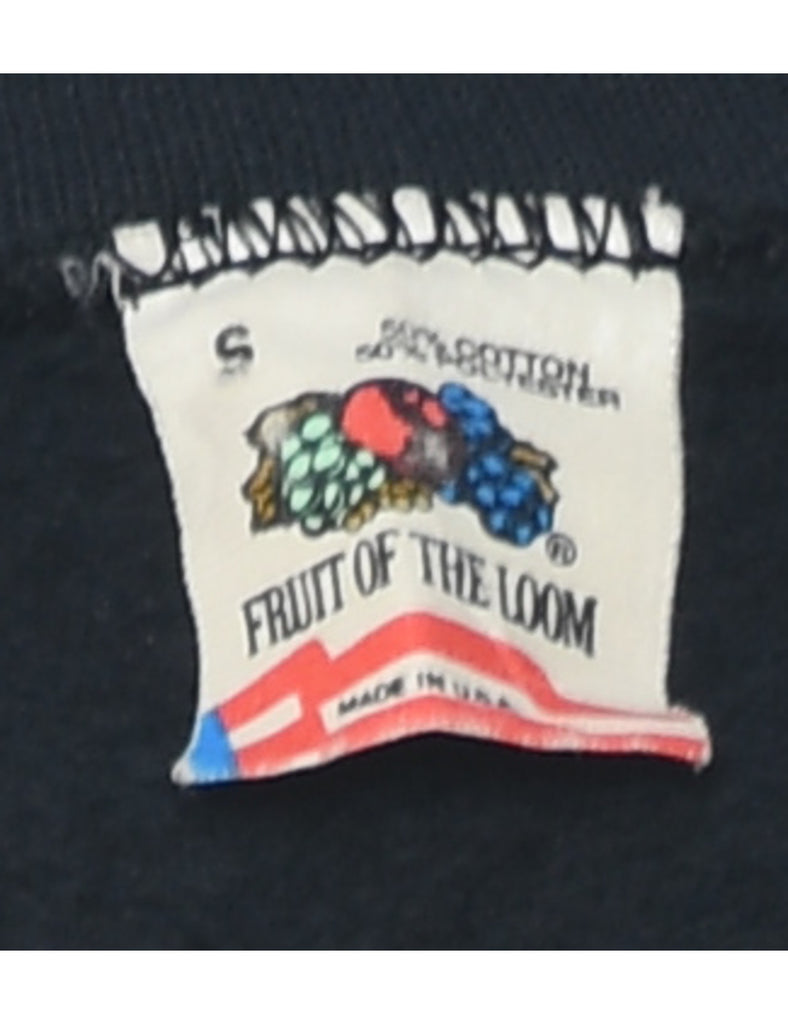 S
50% COTTON
50% POLYESTER
®
FRUIT OF THE LOOM
MADE IN U.S.A.